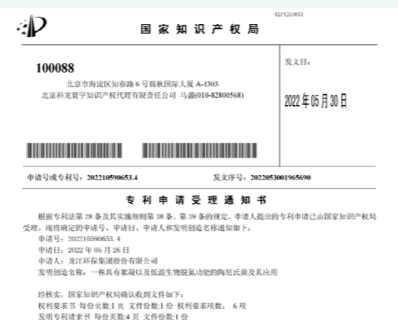 国家知识产权局
100088
发文日：
北京市海淀区知春路6号锦秋国际大厦 A-1303
北京科龙寰宇知识产权代理有限责任公司 马鑫(010-82800568)
2022年05月30日
申请号或专利号：202210590653.4 发文序号：2022053001965690
专利申请受理通知书
根据专利法第28条及其实施细则第38条、第39条的规定，申请人提出的专利申请已由国家知识产权局
受理。现将确定的申请号、申请日、申请人和发明创造名称通知如下：
申请号：202210590653.4
申请日：2022年05月26日
申请人：龙江环保集团股份有限公司
发明创造名称：一株具有絮凝以及低温生物脱氮功能的陶厄氏菌及其应用
经核实，国家知识产权局确认收到文件如下：
权利要求书 每份页数:1 页 文件份数:1 份 权利要求项数： 6 项
发明专利请求书 每份页数:4 页 文件份数:1 份